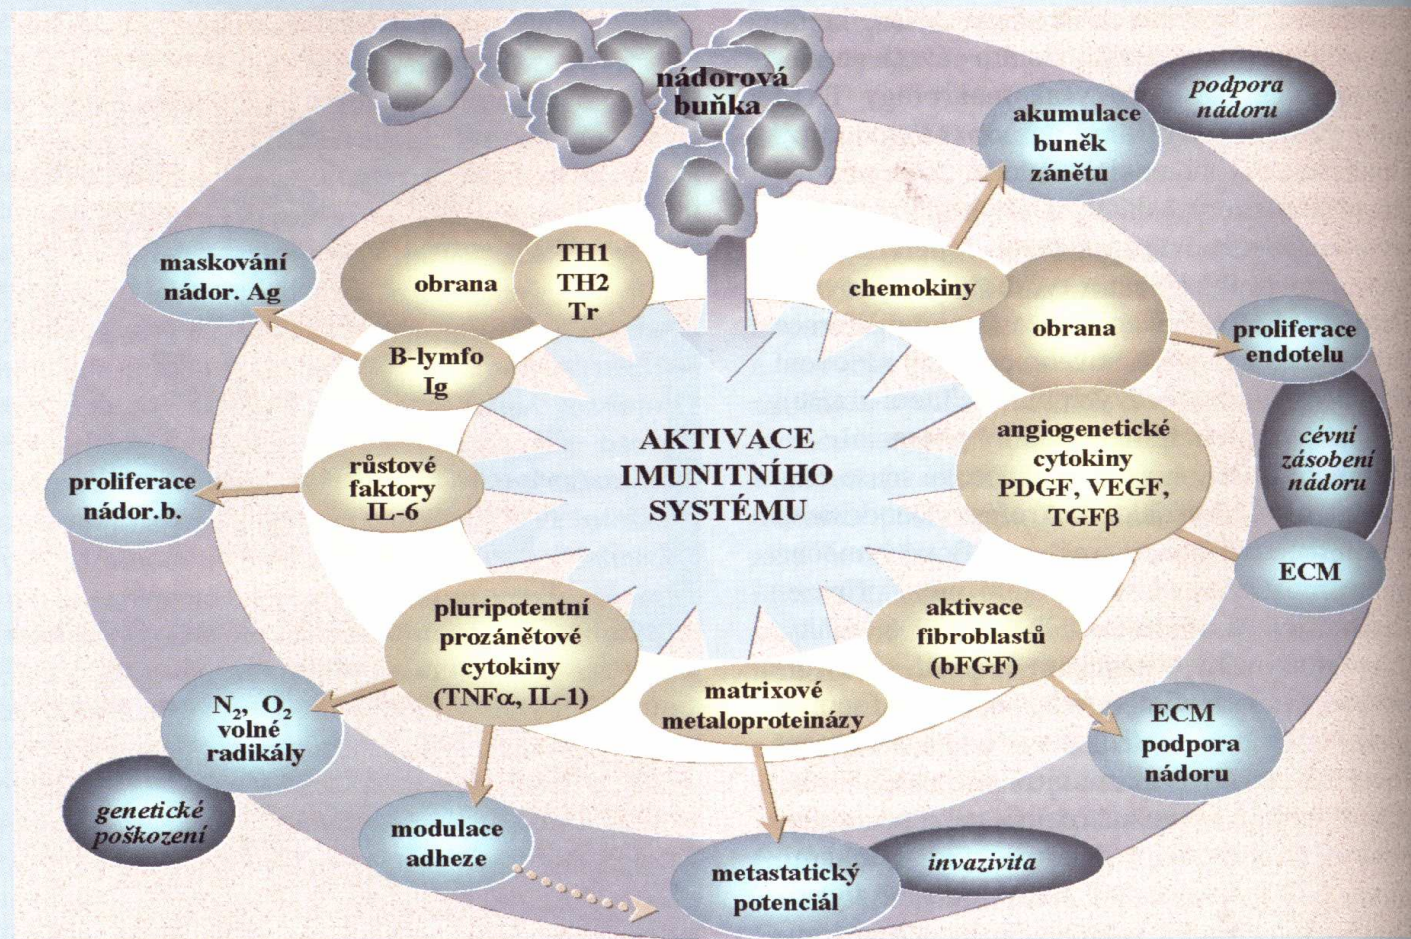 nádorová
buňka
podpora
nádoru
akumulace
buněk
zánětu
maskování
nádor. Ag
obrana
TH1
TH2
Tr
chemokiny
obrana
proliferace
endotelu
B-lymfo
Ig
AKTIVACE
IMUNITNÍHO
SYSTÉMU
angiogenetické
cytokiny
PDGF, VEGF,
TGFβ
cévní
zásobení
nádoru
proliferace
nádor.b.
růstové
faktory
IL-6
ECM
pluripotentní
prozánětové
cytokiny
(TNFα, IL-1)
aktivace
fibroblastů
(bFGF)
matrixové
metaloproteinázy
N₂, O₂
volné
radikály
ECM
podpora
nádoru
genetické
poškození
modulace
adheze
metastatický
potenciál
invazivita